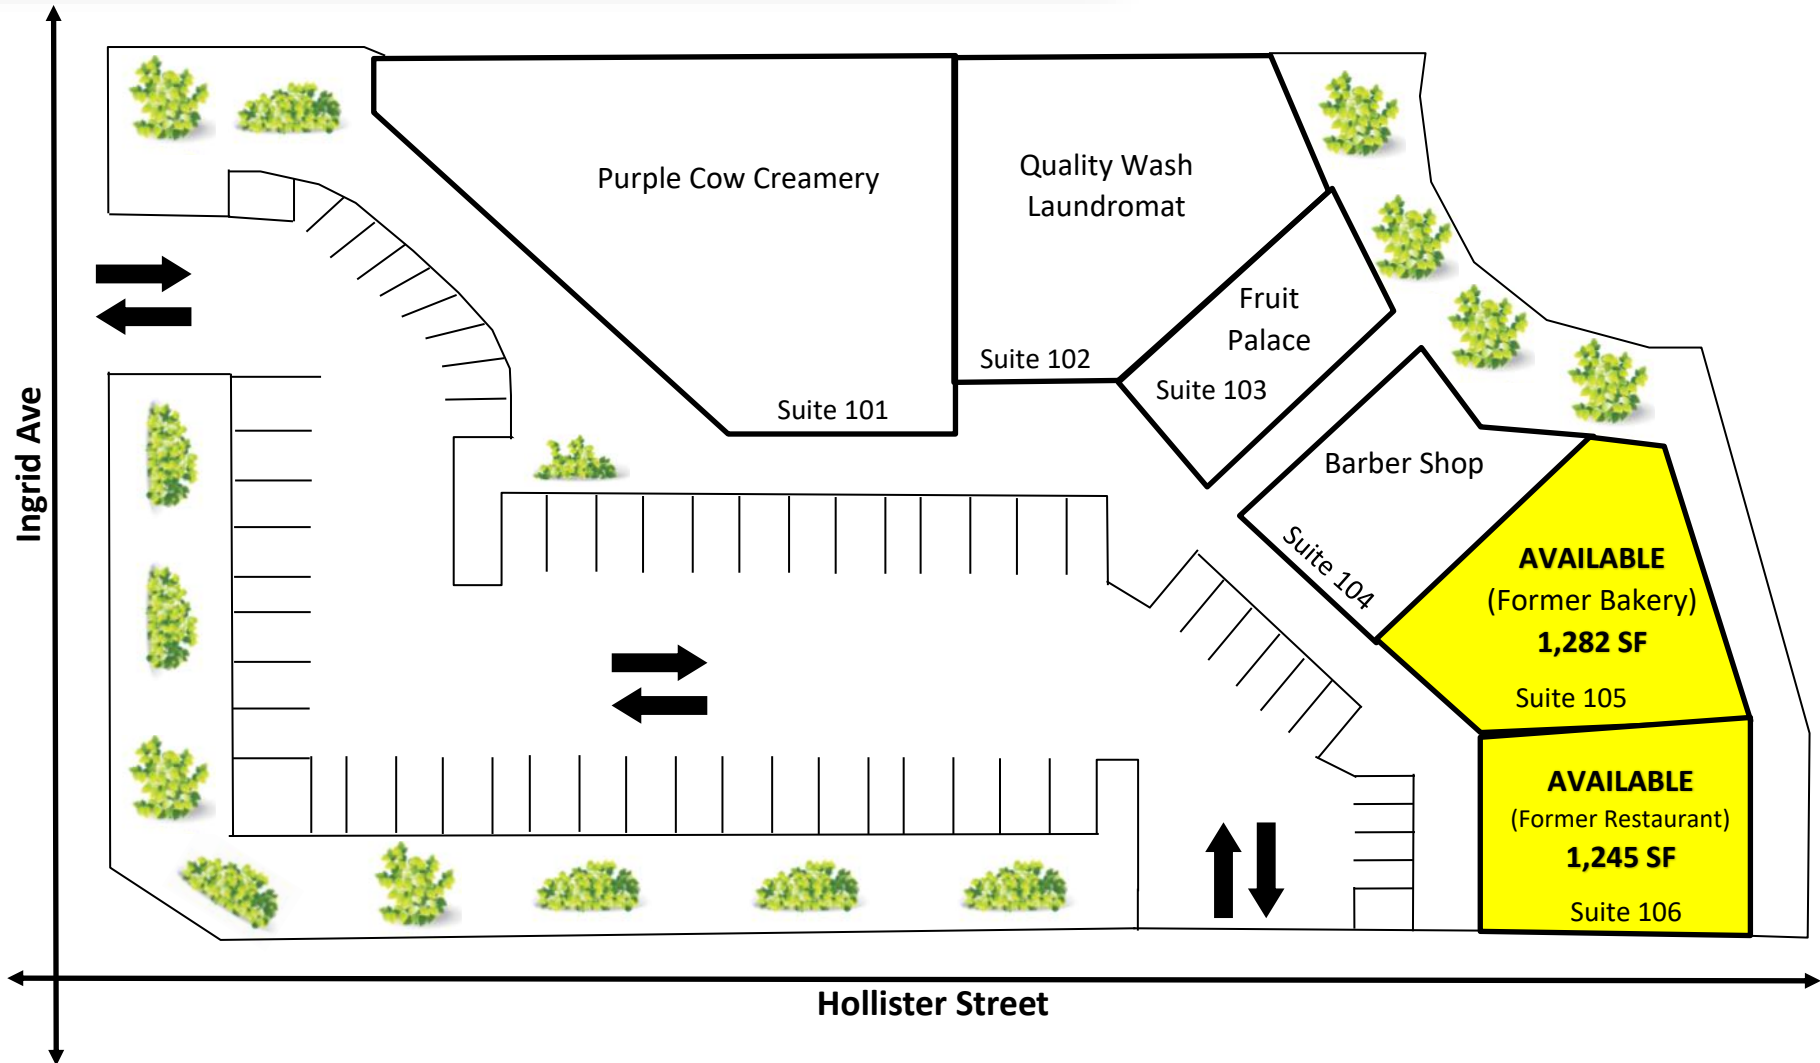 Purple Cow Creamery
Suite 101
Quality Wash
Laundromat
Suite 102
Fruit
Palace
Suite 103
Barber Shop
Suite 104
AVAILABLE
(Former Bakery)
1,282 SF
Suite 105
AVAILABLE
(Former Restaurant)
1,245 SF
Suite 106
Ingrid Ave
Hollister Street